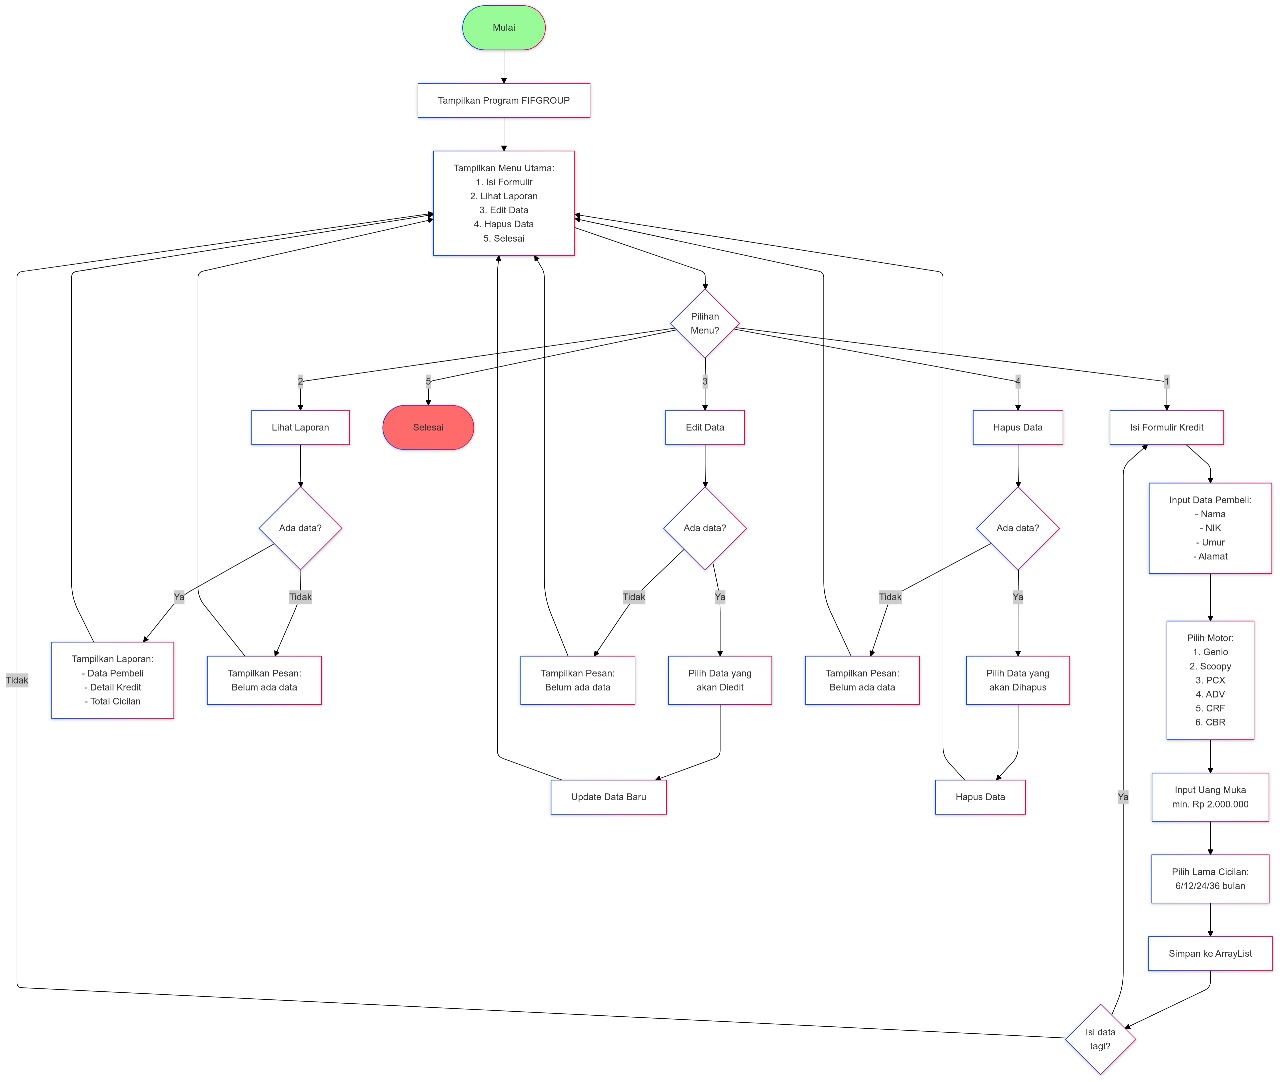 Mulai
Tampilkan Program FIFGROUP
Tampilkan Menu Utama:
1. Isi Formulir
2. Lihat Laporan
3. Edit Data
4. Hapus Data
5. Selesai
Pilihan
Menu?
2
5
3
4
1
Lihat Laporan
Selesai
Edit Data
Hapus Data
Isi Formulir Kredit
Input Data Pembeli:
- Nama
- NIK
- Umur
- Alamat
Ada data?
Ada data?
Ada data?
Ya
Tidak
Tidak
Ya
Tidak
Ya
Tampilkan Laporan:
- Data Pembeli
- Detail Kredit
- Total Cicilan
Tampilkan Pesan:
Belum ada data
Tampilkan Pesan:
Belum ada data
Pilih Data yang
akan Diedit
Tampilkan Pesan:
Belum ada data
Pilih Data yang
akan Dihapus
Pilih Motor:
1. Genio
2. Scoopy
3. PCX
4. ADV
5. CRF
6. CBR
Tidak
Update Data Baru
Hapus Data
Ya
Input Uang Muka
min. Rp 2.000.000
Pilih Lama Cicilan:
6/12/24/36 bulan
Simpan ke ArrayList
Isi data
lagi?